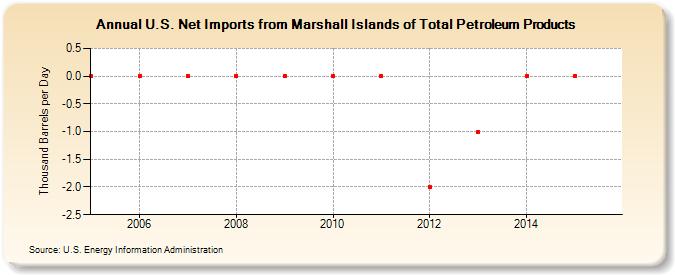 Annual U.S. Net Imports from Marshall Islands of Total Petroleum Products
Thousand Barrels per Day
0.5
0.0
-0.5
-1.0
-1.5
-2.0
-2.5
2006 2008 2010 2012 2014
Source: U.S. Energy Information Administration